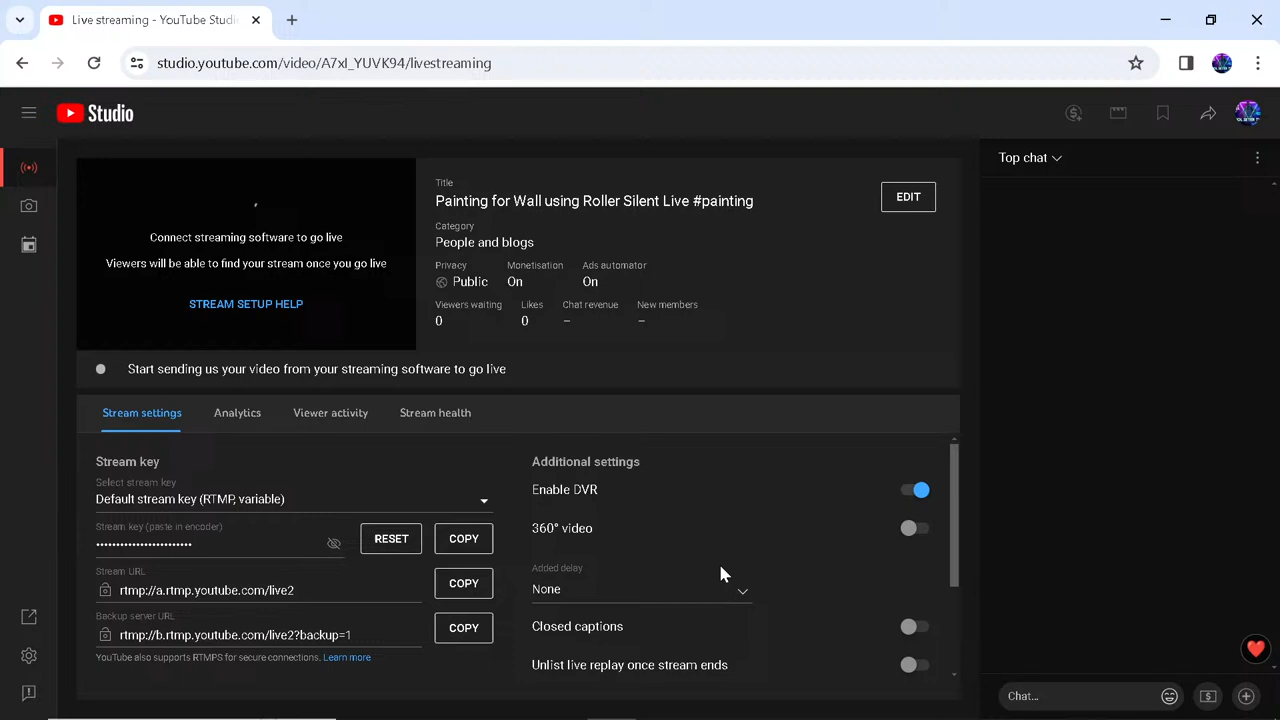 Live streaming - YouTube Studi
studio.youtube.com/video/A7xI_YUVK94/livestreaming
Studio
Connect streaming software to go live
Viewers will be able to find your stream once you go live
STREAM SETUP HELP
Title
Painting for Wall using Roller Silent Live #painting
EDIT
Category
People and blogs
Privacy Monetisation Ads automator
Public On On
Viewers waiting Likes Chat revenue New members
0 0 – –
Start sending us your video from your streaming software to go live
Top chat
Stream settings Analytics Viewer activity Stream health
Stream key
Select stream key
Default stream key (RTMP, variable)
Stream key (paste in encoder)
•••••••••••••••••••••••• RESET COPY
Stream URL
rtmp://a.rtmp.youtube.com/live2 COPY
Backup server URL
rtmp://b.rtmp.youtube.com/live2?backup=1 COPY
YouTube also supports RTMPS for secure connections. Learn more
Additional settings
Enable DVR
360° video
Added delay
None
Closed captions
Unlist live replay once stream ends
Chat...